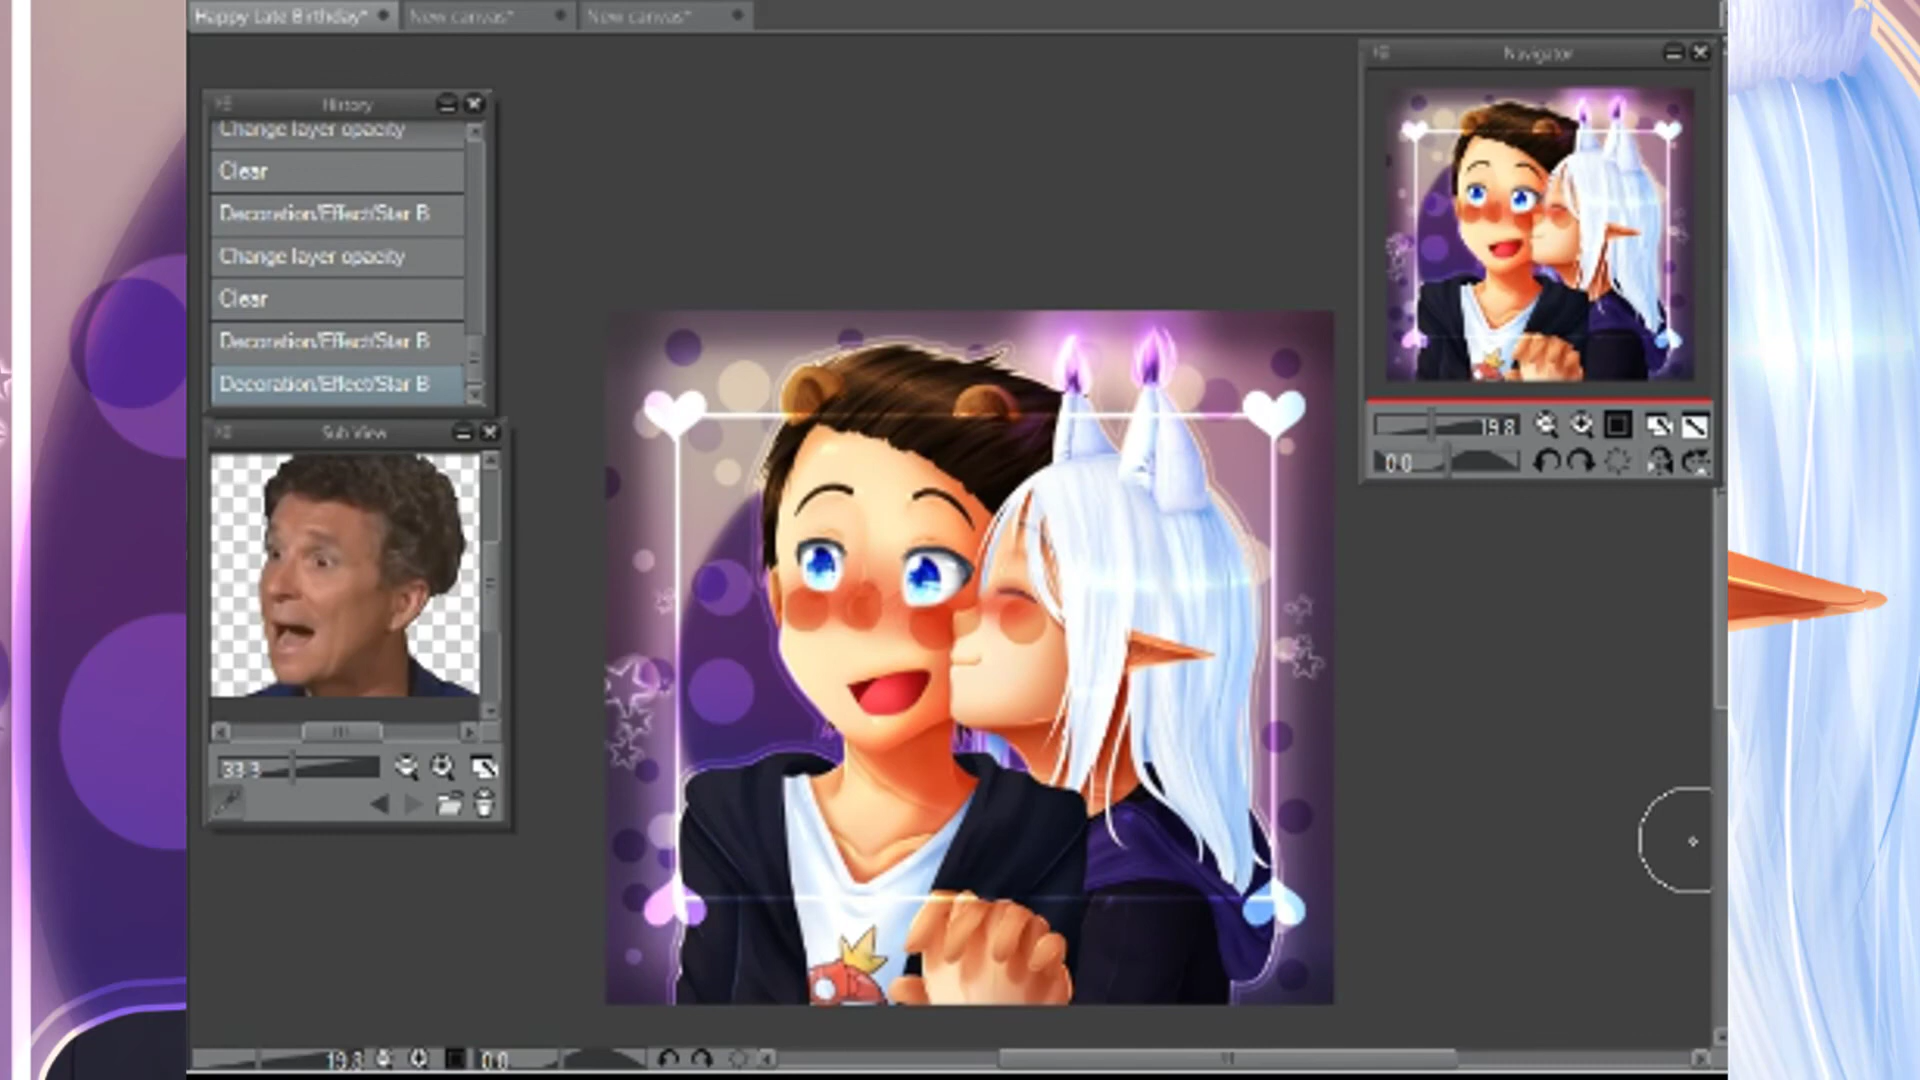 Happy Late Birthday*
New canvas*
New canvas*
Navigator
History
Change layer opacity
Clear
Decoration/Effect/Star B
Change layer opacity
Clear
Decoration/Effect/Star B
Decoration/Effect/Star B
19.8
0.0
Sub View
33.3
19.8
0.0